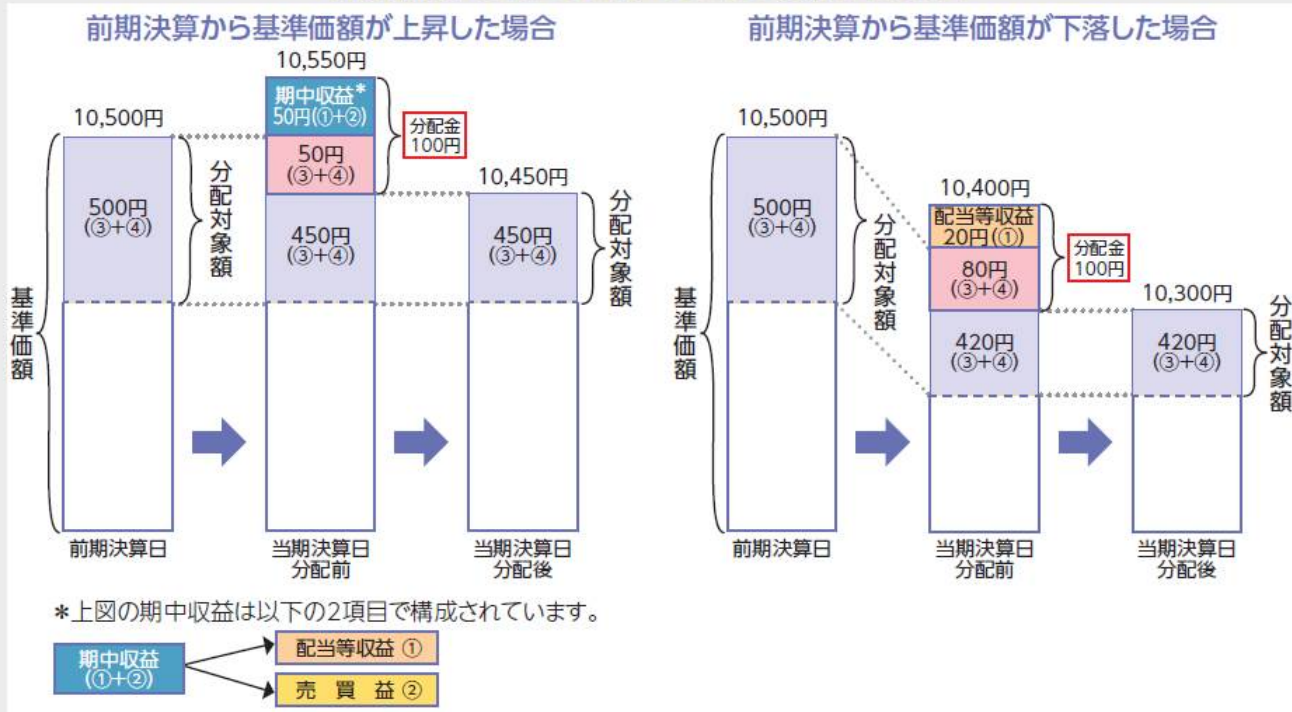 前期決算から基準価額が上昇した場合
10,500円
500円
(③+④)
分配対象額
基準価額
10,550円
期中収益*
50円(①+②)
50円
(③+④)
分配金
100円
450円
(③+④)
10,450円
450円
(③+④)
分配対象額
前期決算日
当期決算日
分配前
当期決算日
分配後
*上図の期中収益は以下の2項目で構成されています。
期中収益
(①+②)
配当等収益 ①
売 買 益 ②
前期決算から基準価額が下落した場合
10,500円
500円
(③+④)
分配対象額
基準価額
10,400円
配当等収益
20円(①)
80円
(③+④)
分配金
100円
420円
(③+④)
10,300円
420円
(③+④)
分配対象額
前期決算日
当期決算日
分配前
当期決算日
分配後